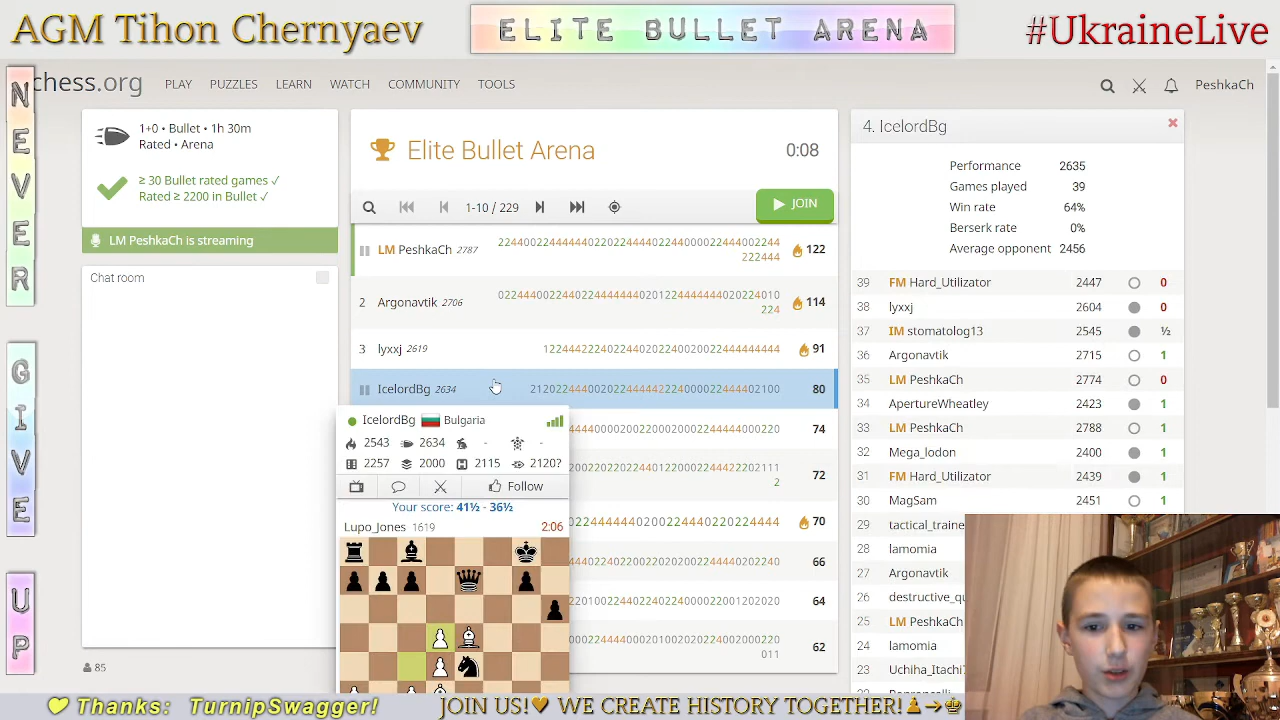 AGM Tihon Chernyaev
ELITE BULLET ARENA
#UkraineLive
NEVER
GIVE
UP
chess.org
PLAY PUZZLES LEARN WATCH COMMUNITY TOOLS
PeshkaCh
1+0 • Bullet • 1h 30m
Rated • Arena
≥ 30 Bullet rated games ✓
Rated ≥ 2200 in Bullet ✓
LM PeshkaCh is streaming
Chat room
85
Elite Bullet Arena 0:08
1-10 / 229
JOIN
LM PeshkaCh 2787
222444
122
2 Argonavtik 2706
224
114
3 lyxxj 2619
91
IcelordBg 2634
80
74
72
2
70
66
64
62
011
IcelordBg Bulgaria
2543 2634 - -
2257 2000 2115 2120?
Follow
Your score: 41½ - 36½
Lupo_Jones 1619 2:06
4. IcelordBg
Performance 2635
Games played 39
Win rate 64%
Berserk rate 0%
Average opponent 2456
39 FM Hard_Utilizator 2447 0
38 lyxxj 2604 0
37 IM stomatolog13 2545 ½
36 Argonavtik 2715 1
35 LM PeshkaCh 2774 0
34 ApertureWheatley 2423 1
33 LM PeshkaCh 2788 1
32 Mega_lodon 2400 1
31 FM Hard_Utilizator 2439 1
30 MagSam 2451 1
29 tactical_traine
28 lamomia
27 Argonavtik
26 destructive_qu
25 LM PeshkaCh
24 lamomia
23 Uchiha_Itachi7
Thanks: TurnipSwagger!
JOIN US! WE CREATE HISTORY TOGETHER!